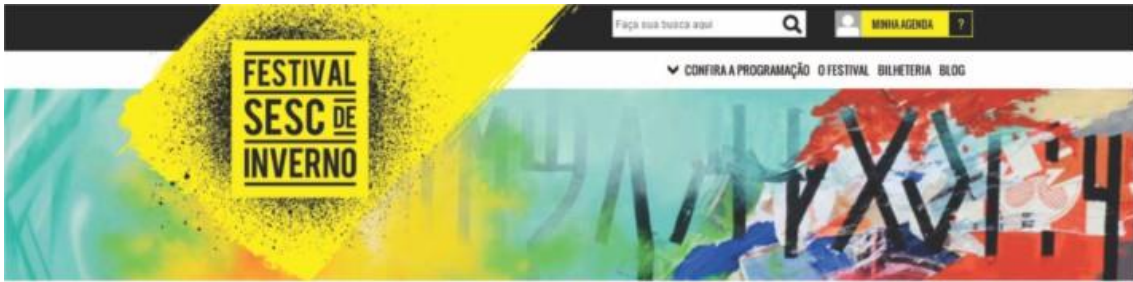 Faça sua busca aqui
MINHA AGENDA ?
CONFIRA A PROGRAMAÇÃO O FESTIVAL BILHETERIA BLOG
FESTIVAL
SESC DE
INVERNO